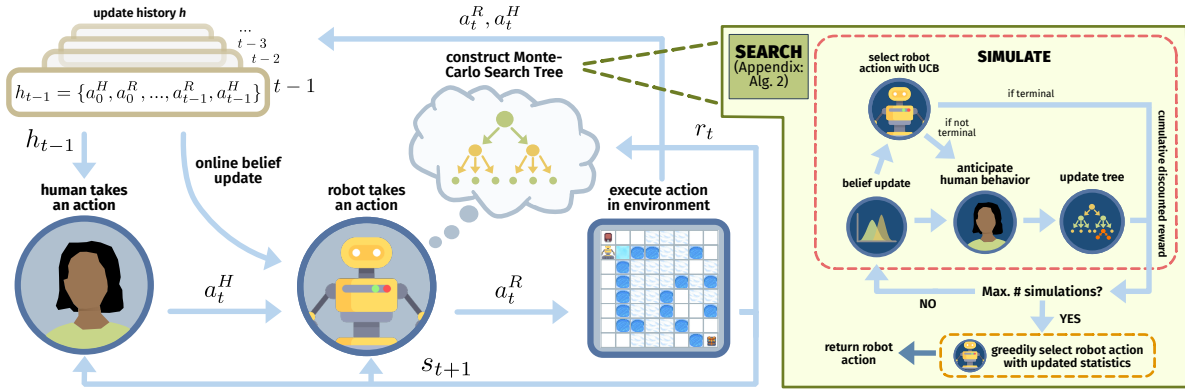 update history h
...
t − 3
t − 2
h_{t−1} = {a_0^H, a_0^R, ..., a_{t−1}^R, a_{t−1}^H}
t − 1
h_{t−1}
online belief
update
human takes
an action
a_t^H
robot takes
an action
a_t^R
s_{t+1}
a_t^R, a_t^H
construct Monte-
Carlo Search Tree
r_t
execute action
in environment
SEARCH
(Appendix:
Alg. 2)
SIMULATE
select robot
action with UCB
if terminal
if not
terminal
belief update
anticipate
human behavior
update tree
cumulative discounted reward
Max. # simulations?
NO
YES
greedily select robot action
with updated statistics
return robot
action